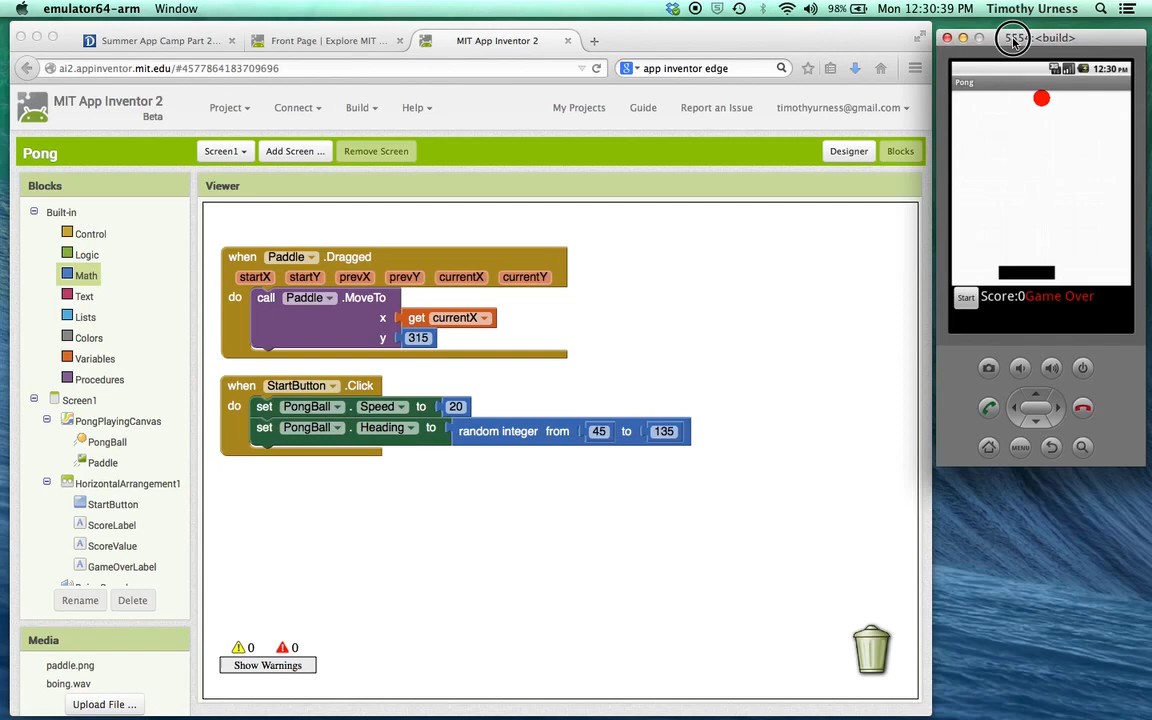 emulator64-arm Window 98% Mon 12:30:39 PM Timothy Urness
Summer App Camp Part 2...
Front Page | Explore MIT ...
MIT App Inventor 2
ai2.appinventor.mit.edu/#4577864183709696
app inventor edge
MIT App Inventor 2
Beta
Project Connect Build Help My Projects Guide Report an Issue timothyurness@gmail.com
Pong Screen1 Add Screen ... Remove Screen Designer Blocks
Blocks
Built-in
Control
Logic
Math
Text
Lists
Colors
Variables
Procedures
Screen1
PongPlayingCanvas
PongBall
Paddle
HorizontalArrangement1
StartButton
ScoreLabel
ScoreValue
GameOverLabel
Rename Delete
Media
paddle.png
boing.wav
Upload File ...
Viewer
when Paddle .Dragged
startX startY prevX prevY currentX currentY
do call Paddle .MoveTo
x get currentX
y 315
when StartButton .Click
do set PongBall . Speed to 20
set PongBall . Heading to random integer from 45 to 135
0 0
Show Warnings
<build>
12:30 PM
Pong
Start Score:0Game Over
MENU